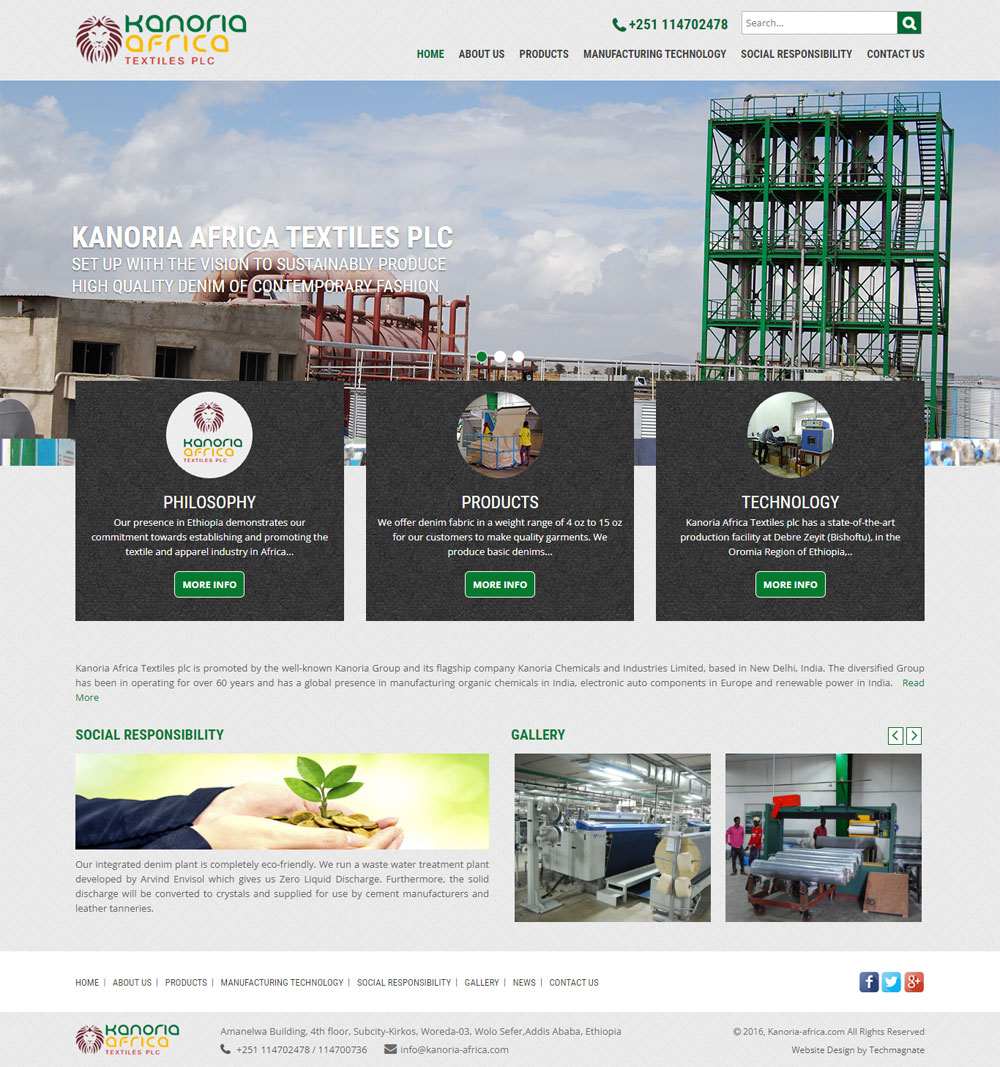 Kanoria
africa
TEXTILES PLC
+251 114702478
Search...
HOME ABOUT US PRODUCTS MANUFACTURING TECHNOLOGY SOCIAL RESPONSIBILITY CONTACT US
KANORIA AFRICA TEXTILES PLC
SET UP WITH THE VISION TO SUSTAINABLY PRODUCE
HIGH QUALITY DENIM OF CONTEMPORARY FASHION
Kanoria
africa
TEXTILES PLC
PHILOSOPHY
Our presence in Ethiopia demonstrates our
commitment towards establishing and promoting the
textile and apparel industry in Africa...
MORE INFO
PRODUCTS
We offer denim fabric in a weight range of 4 oz to 15 oz
for our customers to make quality garments. We
produce basic denims...
MORE INFO
TECHNOLOGY
Kanoria Africa Textiles plc has a state-of-the-art
production facility at Debre Zeyit (Bishoftu), in the
Oromia Region of Ethiopia,..
MORE INFO
Kanoria Africa Textiles plc is promoted by the well-known Kanoria Group and its flagship company Kanoria Chemicals and Industries Limited, based in New Delhi, India. The diversified Group
has been in operating for over 60 years and has a global presence in manufacturing organic chemicals in India, electronic auto components in Europe and renewable power in India. Read
More
SOCIAL RESPONSIBILITY
Our integrated denim plant is completely eco-friendly. We run a waste water treatment plant
developed by Arvind Envisol which gives us Zero Liquid Discharge. Furthermore, the solid
discharge will be converted to crystals and supplied for use by cement manufacturers and
leather tanneries.
GALLERY
HOME | ABOUT US | PRODUCTS | MANUFACTURING TECHNOLOGY | SOCIAL RESPONSIBILITY | GALLERY | NEWS | CONTACT US
Kanoria
africa
TEXTILES PLC
Amanelwa Building, 4th floor, Subcity-Kirkos, Woreda-03, Wolo Sefer,Addis Ababa, Ethiopia
+251 114702478 / 114700736 info@kanoria-africa.com
© 2016, Kanoria-africa.com All Rights Reserved
Website Design by Techmagnate